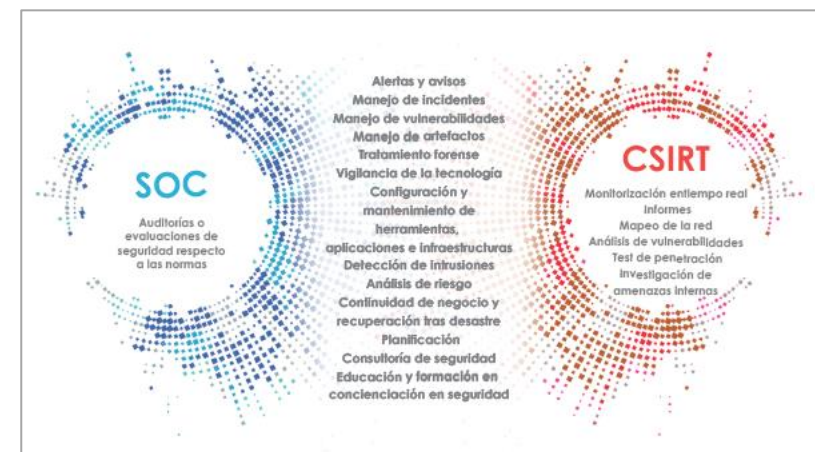 SOC
Auditorías o
evaluaciones de
seguridad respecto
a las normas
Alertas y avisos
Manejo de incidentes
Manejo de vulnerabilidades
Manejo de artefactos
Tratamiento forense
Vigilancia de la tecnología
Configuración y
mantenimiento de
herramientas,
aplicaciones e infraestructuras
Detección de intrusiones
Análisis de riesgo
Continuidad de negocio y
recuperación tras desastre
Planificación
Consultoría de seguridad
Educación y formación en
concienciación en seguridad
CSIRT
Monitorización entiempo real
Informes
Mapeo de la red
Análisis de vulnerabilidades
Test de penetración
Investigación de
amenazas internas